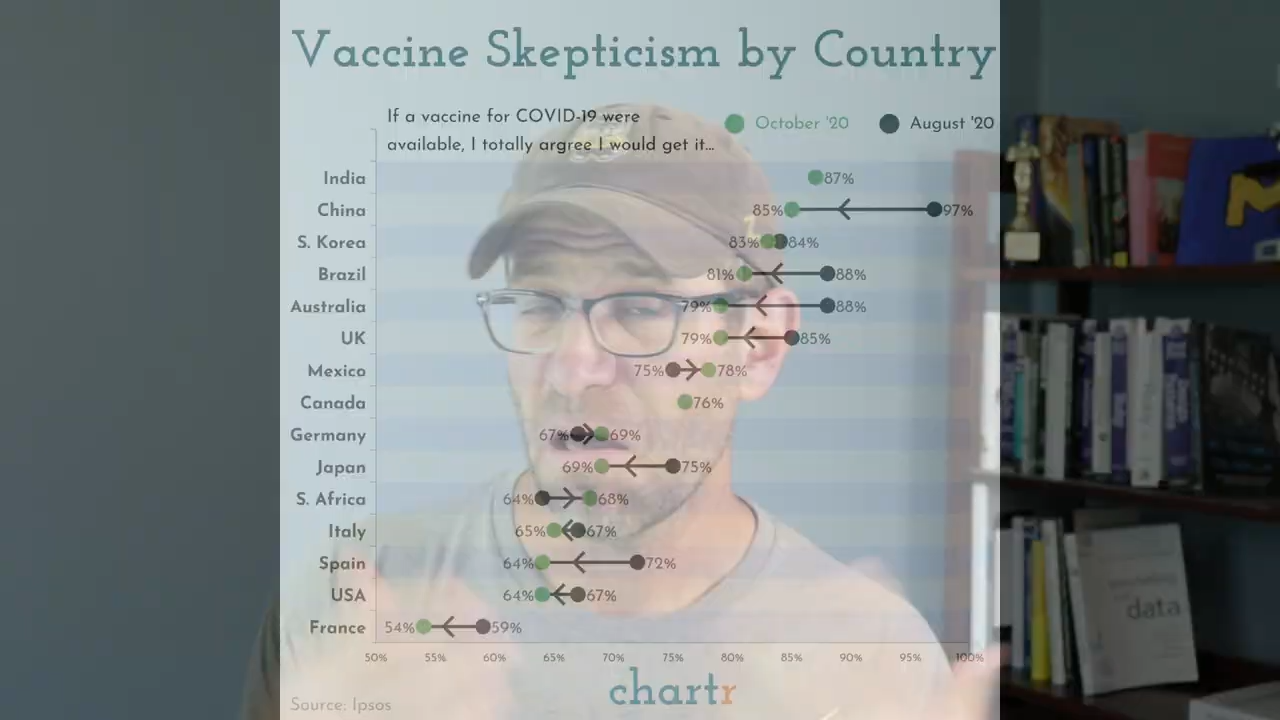 Vaccine Skepticism by Country
If a vaccine for COVID-19 were
available, I totally argree I would get it...
October '20 August '20
India 87%
China 85% 97%
S. Korea 83% 84%
Brazil 81% 88%
Australia 79% 88%
UK 79% 85%
Mexico 75% 78%
Canada 76%
Germany 67% 69%
Japan 69% 75%
S. Africa 64% 68%
Italy 65% 67%
Spain 64% 72%
USA 64% 67%
France 54% 59%
50% 55% 60% 65% 70% 75% 80% 85% 90% 95% 100%
chartr
Source: Ipsos
data